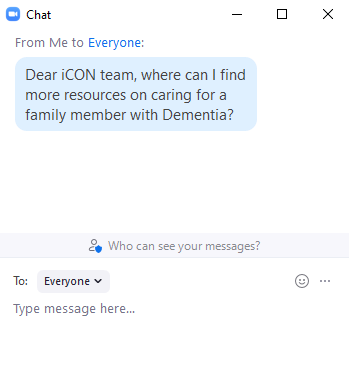 Chat
From Me to Everyone:
Dear iCON team, where can I find
more resources on caring for a
family member with Dementia?
Who can see your messages?
To: Everyone
Type message here...